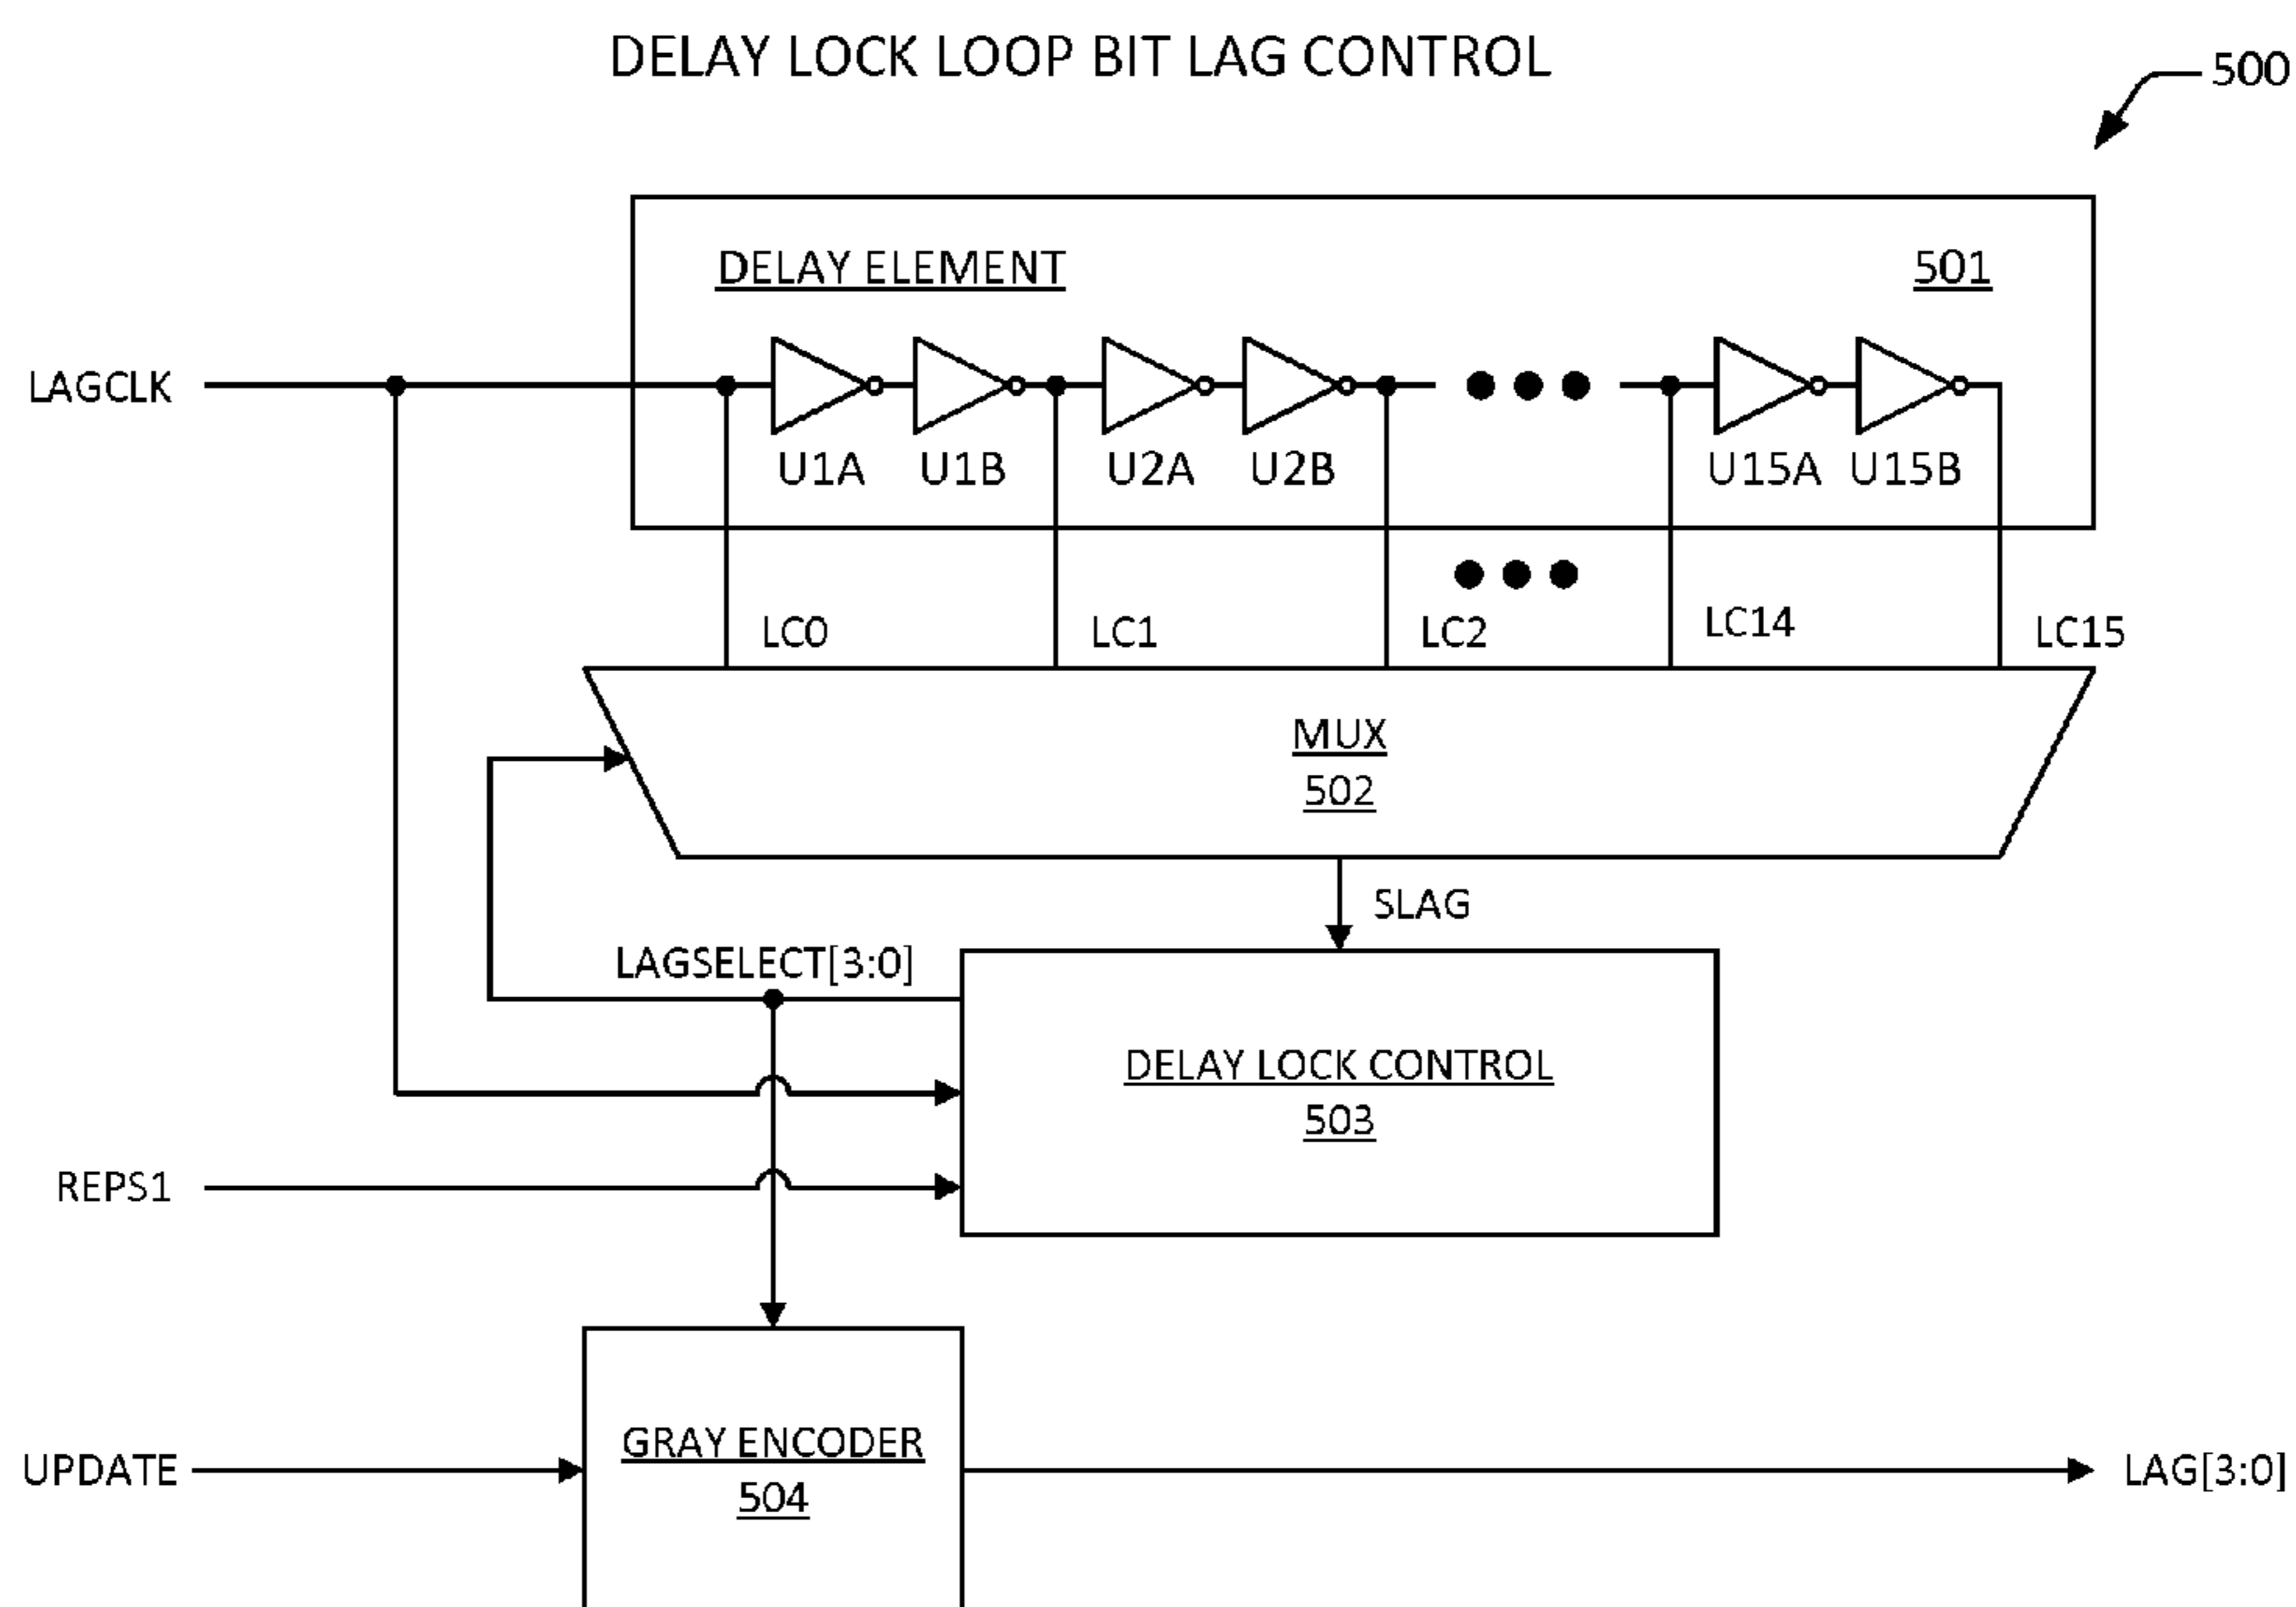 DELAY LOCK LOOP BIT LAG CONTROL
500
DELAY ELEMENT
501
LAGCLK
U1A
U1B
U2A
U2B
U15A
U15B
LC0
LC1
LC2
LC14
LC15
MUX
502
SLAG
LAGSELECT[3:0]
DELAY LOCK CONTROL
503
REPS1
GRAY ENCODER
504
UPDATE
LAG[3:0]